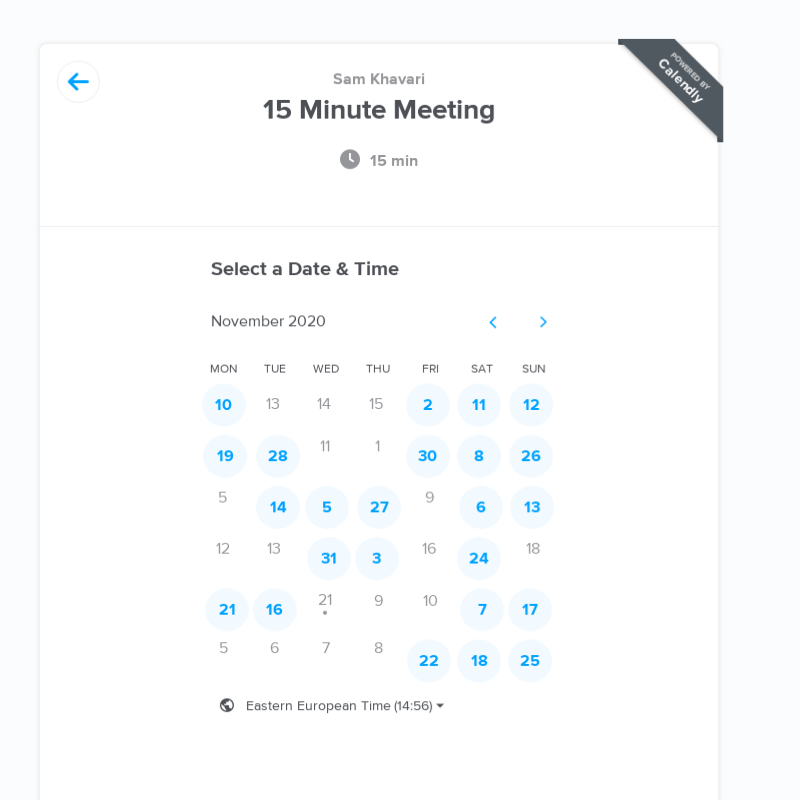 POWERED BY
Calendly
Sam Khavari
15 Minute Meeting
15 min
Select a Date & Time
November 2020
MON TUE WED THU FRI SAT SUN
10 13 14 15 2 11 12
19 28 11 1 30 8 26
5 14 5 27 9 6 13
12 13 31 3 16 24 18
21 16 21 9 10 7 17
5 6 7 8 22 18 25
Eastern European Time (14:56)